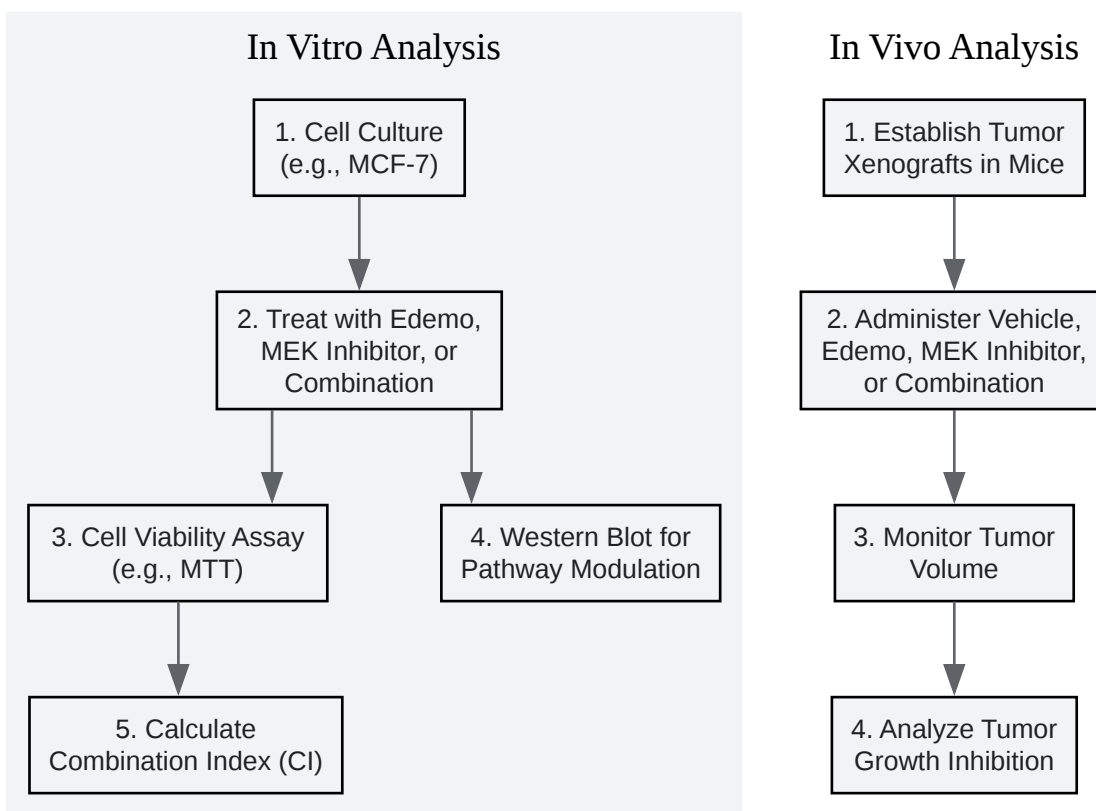 In Vitro Analysis
1. Cell Culture
(e.g., MCF-7)
2. Treat with Edemo,
MEK Inhibitor, or
Combination
3. Cell Viability Assay
(e.g., MTT)
4. Western Blot for
Pathway Modulation
5. Calculate
Combination Index (CI)
In Vivo Analysis
1. Establish Tumor
Xenografts in Mice
2. Administer Vehicle,
Edemo, MEK Inhibitor,
or Combination
3. Monitor Tumor
Volume
4. Analyze Tumor
Growth Inhibition